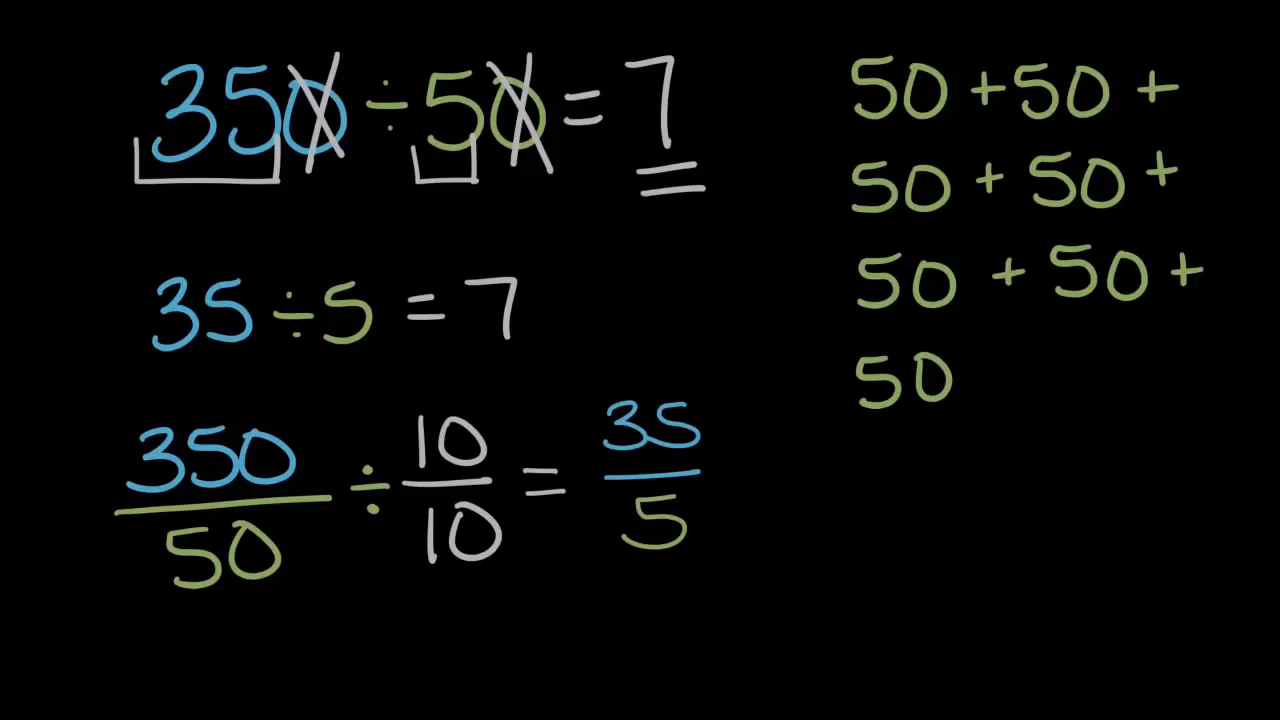 350 ÷ 50 = 7
35 ÷ 5 = 7
350/50 ÷ 10/10 = 35/5
50 + 50 +
50 + 50 +
50 + 50 +
50